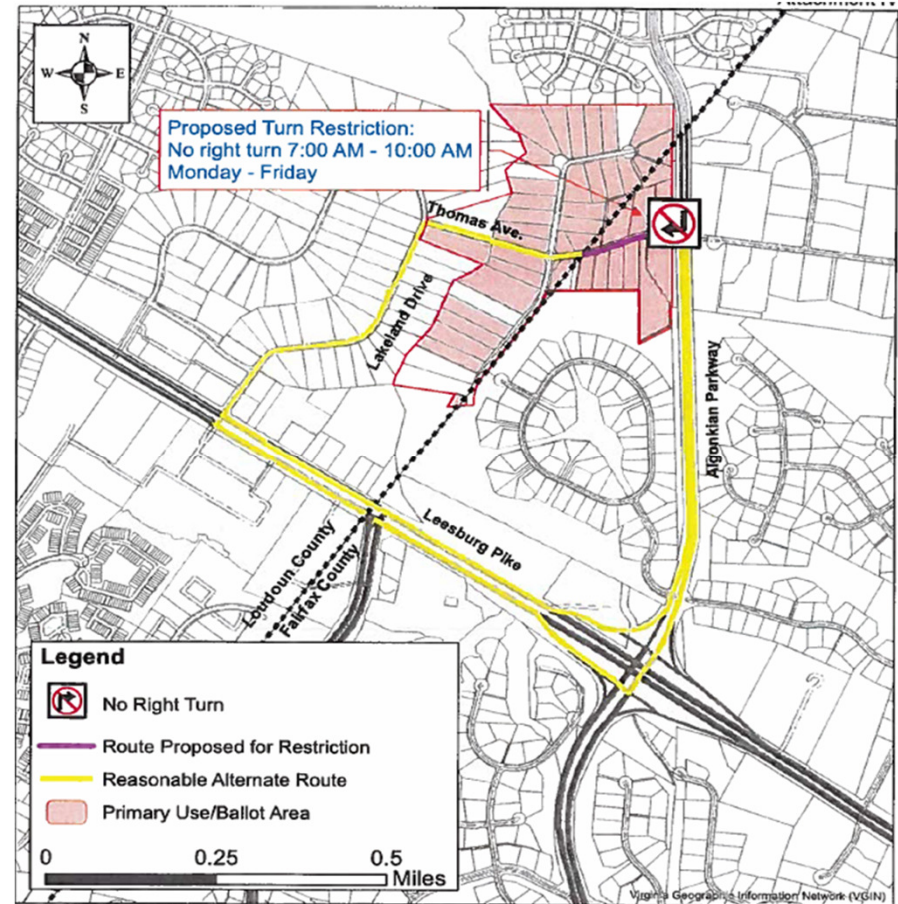 N
W E
S
Proposed Turn Restriction:
No right turn 7:00 AM - 10:00 AM
Monday - Friday
Thomas Ave.
Lakeland Drive
Algonkian Parkway
Leesburg Pike
Loudoun County
Fairfax County
Legend
No Right Turn
Route Proposed for Restriction
Reasonable Alternate Route
Primary Use/Ballot Area
0 0.25 0.5
Miles
Virginia Geographic Information Network (VGIN)